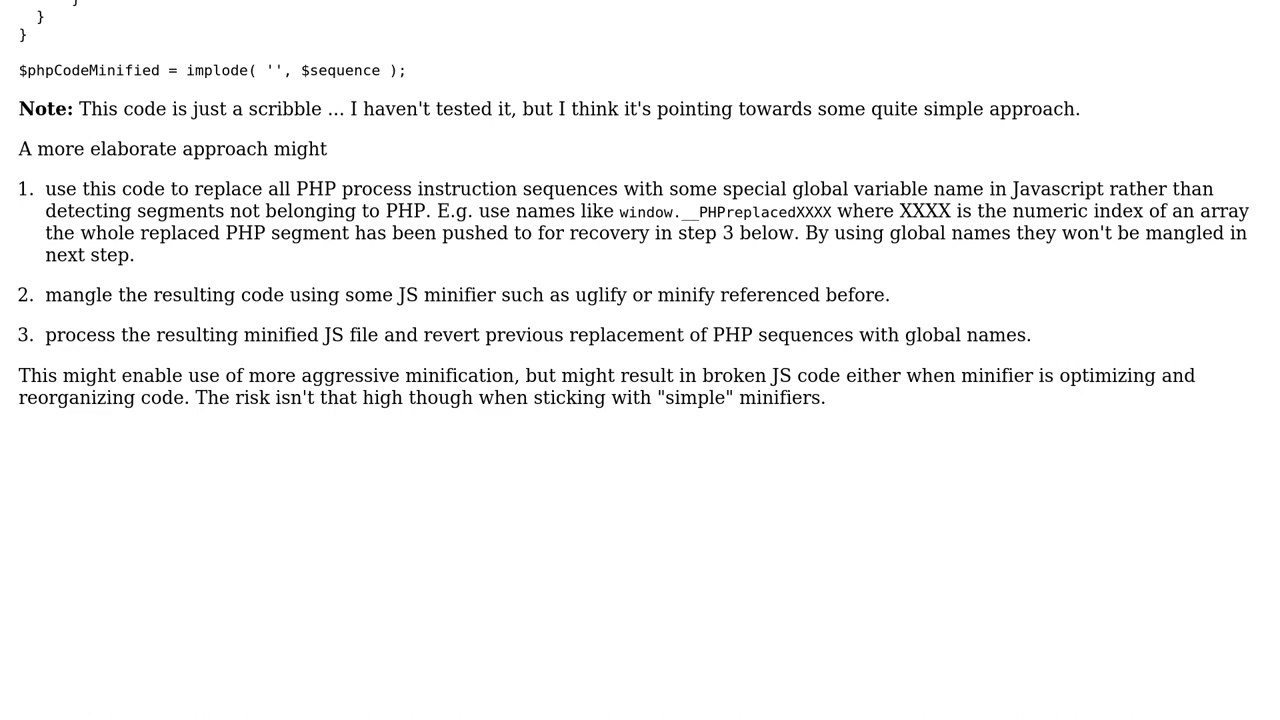 }
}
}
$phpCodeMinified = implode( '', $sequence );
Note: This code is just a scribble ... I haven't tested it, but I think it's pointing towards some quite simple approach.
A more elaborate approach might
1. use this code to replace all PHP process instruction sequences with some special global variable name in Javascript rather than
detecting segments not belonging to PHP. E.g. use names like window.__PHPreplacedXXXX where XXXX is the numeric index of an array
the whole replaced PHP segment has been pushed to for recovery in step 3 below. By using global names they won't be mangled in
next step.
2. mangle the resulting code using some JS minifier such as uglify or minify referenced before.
3. process the resulting minified JS file and revert previous replacement of PHP sequences with global names.
This might enable use of more aggressive minification, but might result in broken JS code either when minifier is optimizing and
reorganizing code. The risk isn't that high though when sticking with "simple" minifiers.